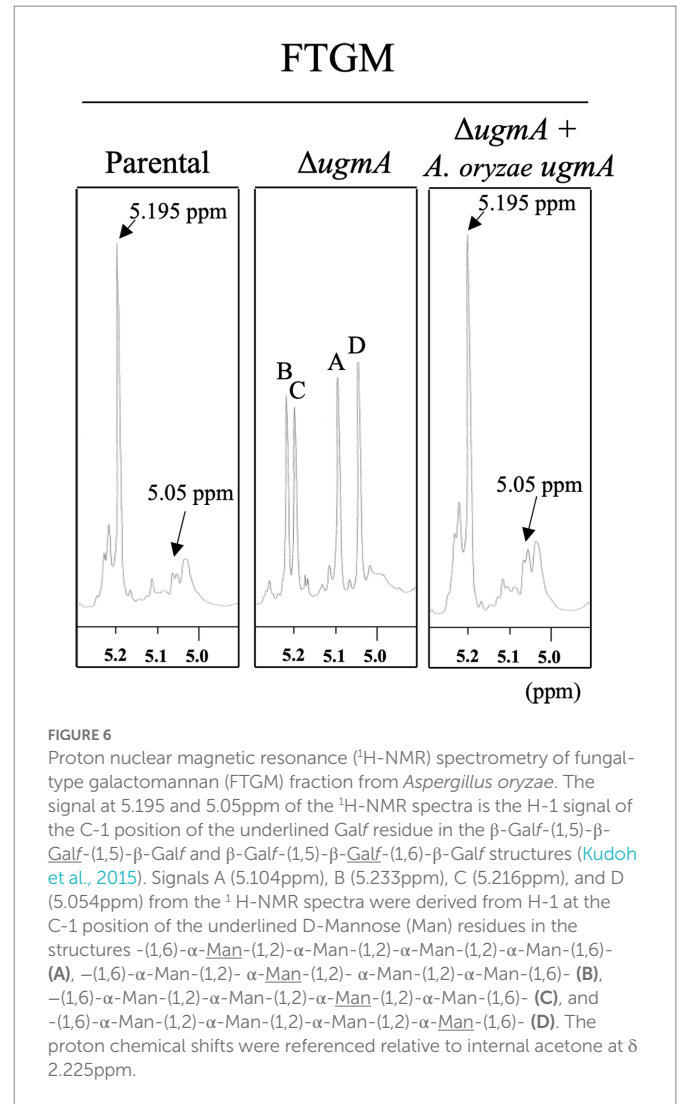 FTGM
Parental
ΔugmA
ΔugmA +
A. oryzae ugmA
5.195 ppm
5.05 ppm
B
C
A
D
5.195 ppm
5.05 ppm
5.2 5.1 5.0
5.2 5.1 5.0
5.2 5.1 5.0
(ppm)
FIGURE 6
Proton nuclear magnetic resonance (¹H-NMR) spectrometry of fungal-
type galactomannan (FTGM) fraction from Aspergillus oryzae. The
signal at 5.195 and 5.05ppm of the ¹H-NMR spectra is the H-1 signal of
the C-1 position of the underlined Galf residue in the β-Galf-(1,5)-β-
Galf-(1,5)-β-Galf and β-Galf-(1,5)-β-Galf-(1,6)-β-Galf structures (Kudoh
et al., 2015). Signals A (5.104ppm), B (5.233ppm), C (5.216ppm), and D
(5.054ppm) from the ¹ H-NMR spectra were derived from H-1 at the
C-1 position of the underlined D-Mannose (Man) residues in the
structures -(1,6)-α-Man-(1,2)-α-Man-(1,2)-α-Man-(1,2)-α-Man-(1,6)-
(A), –(1,6)-α-Man-(1,2)- α-Man-(1,2)- α-Man-(1,2)-α-Man-(1,6)- (B),
–(1,6)-α-Man-(1,2)-α-Man-(1,2)-α-Man-(1,2)-α-Man-(1,6)- (C), and
-(1,6)-α-Man-(1,2)-α-Man-(1,2)-α-Man-(1,2)-α-Man-(1,6)- (D). The
proton chemical shifts were referenced relative to internal acetone at δ
2.225ppm.